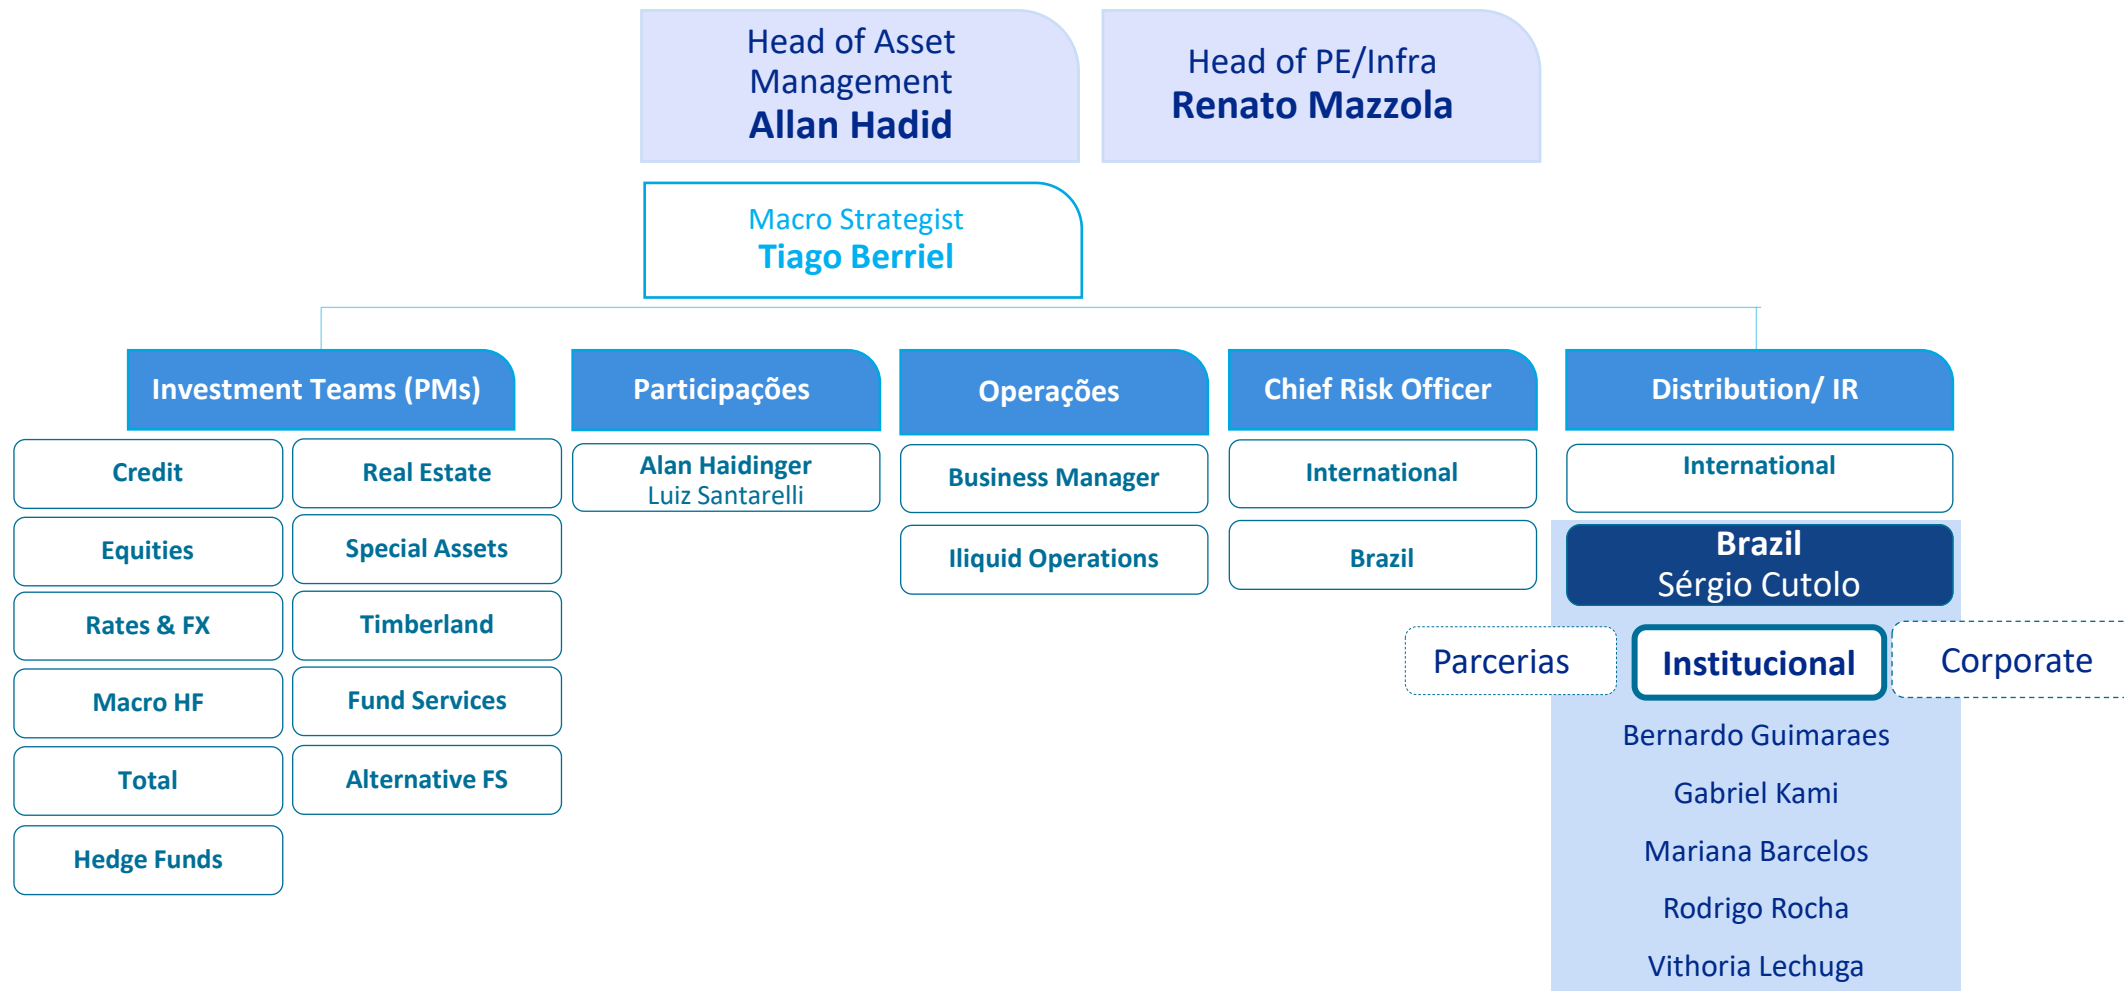 Head of Asset
Management
Allan Hadid
Head of PE/Infra
Renato Mazzola
Macro Strategist
Tiago Berriel
Investment Teams (PMs)
Credit
Equities
Rates & FX
Macro HF
Total
Hedge Funds
Real Estate
Special Assets
Timberland
Fund Services
Alternative FS
Participações
Alan Haidinger
Luiz Santarelli
Operações
Business Manager
Iliquid Operations
Chief Risk Officer
International
Brazil
Distribution/ IR
International
Brazil
Sérgio Cutolo
Parcerias
Institucional
Corporate
Bernardo Guimaraes
Gabriel Kami
Mariana Barcelos
Rodrigo Rocha
Vithoria Lechuga